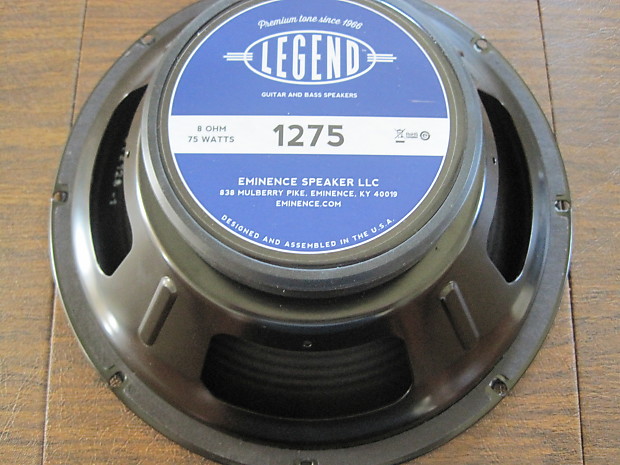 Premium tone since 1966
LEGEND
GUITAR AND BASS SPEAKERS
8 OHM
75 WATTS
1275
EMINENCE SPEAKER LLC
838 MULBERRY PIKE, EMINENCE, KY 40019
EMINENCE.COM
DESIGNED AND ASSEMBLED IN THE U.S.A.